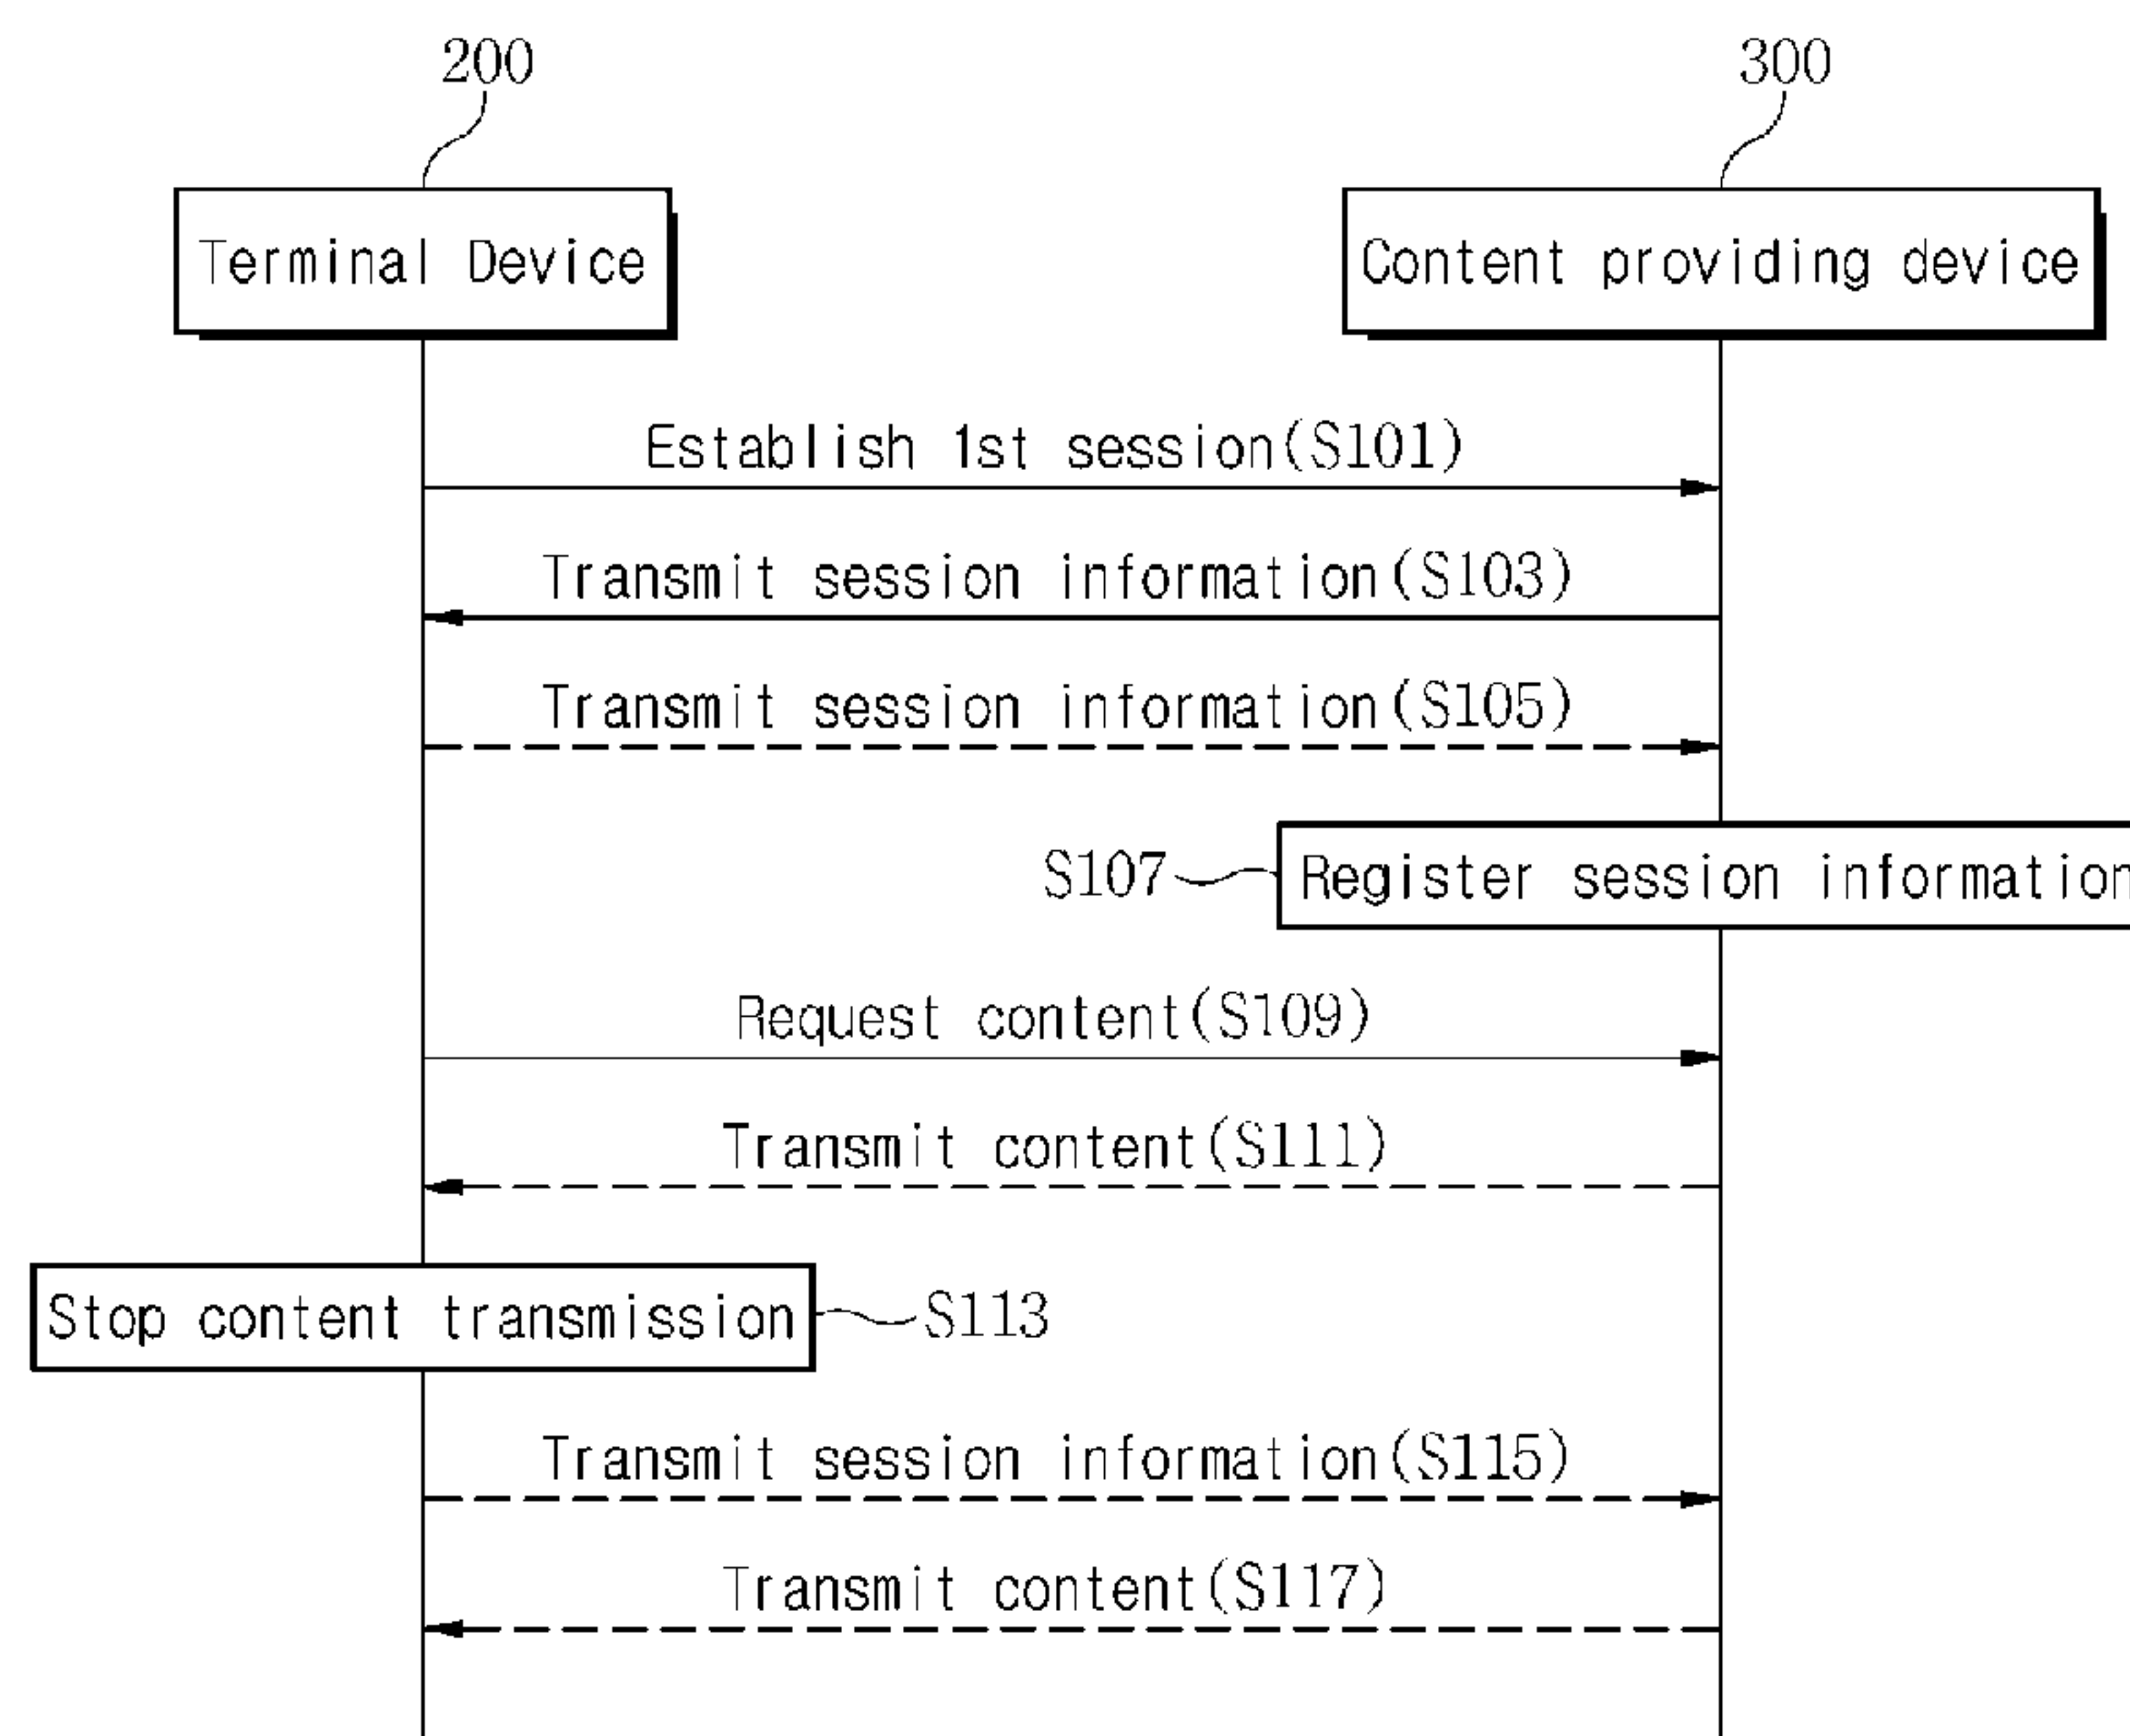 200
300
Terminal Device
Content providing device
Establish 1st session(S101)
Transmit session information(S103)
Transmit session information(S105)
S107
Register session information
Request content(S109)
Transmit content(S111)
Stop content transmission
S113
Transmit session information(S115)
Transmit content(S117)